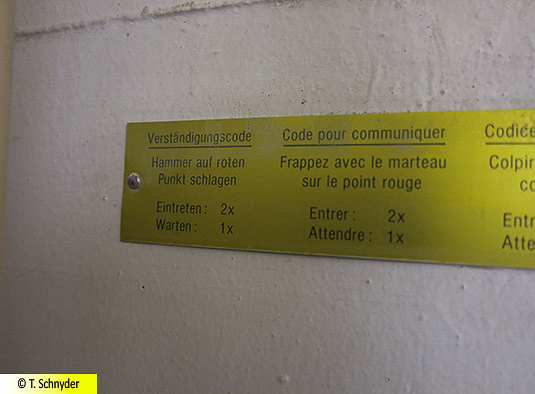 Verständigungscode
Hammer auf roten
Punkt schlagen
Eintreten: 2x
Warten: 1x
Code pour communiquer
Frappez avec le marteau
sur le point rouge
Entrer: 2x
Attendre: 1x
© T. Schnyder